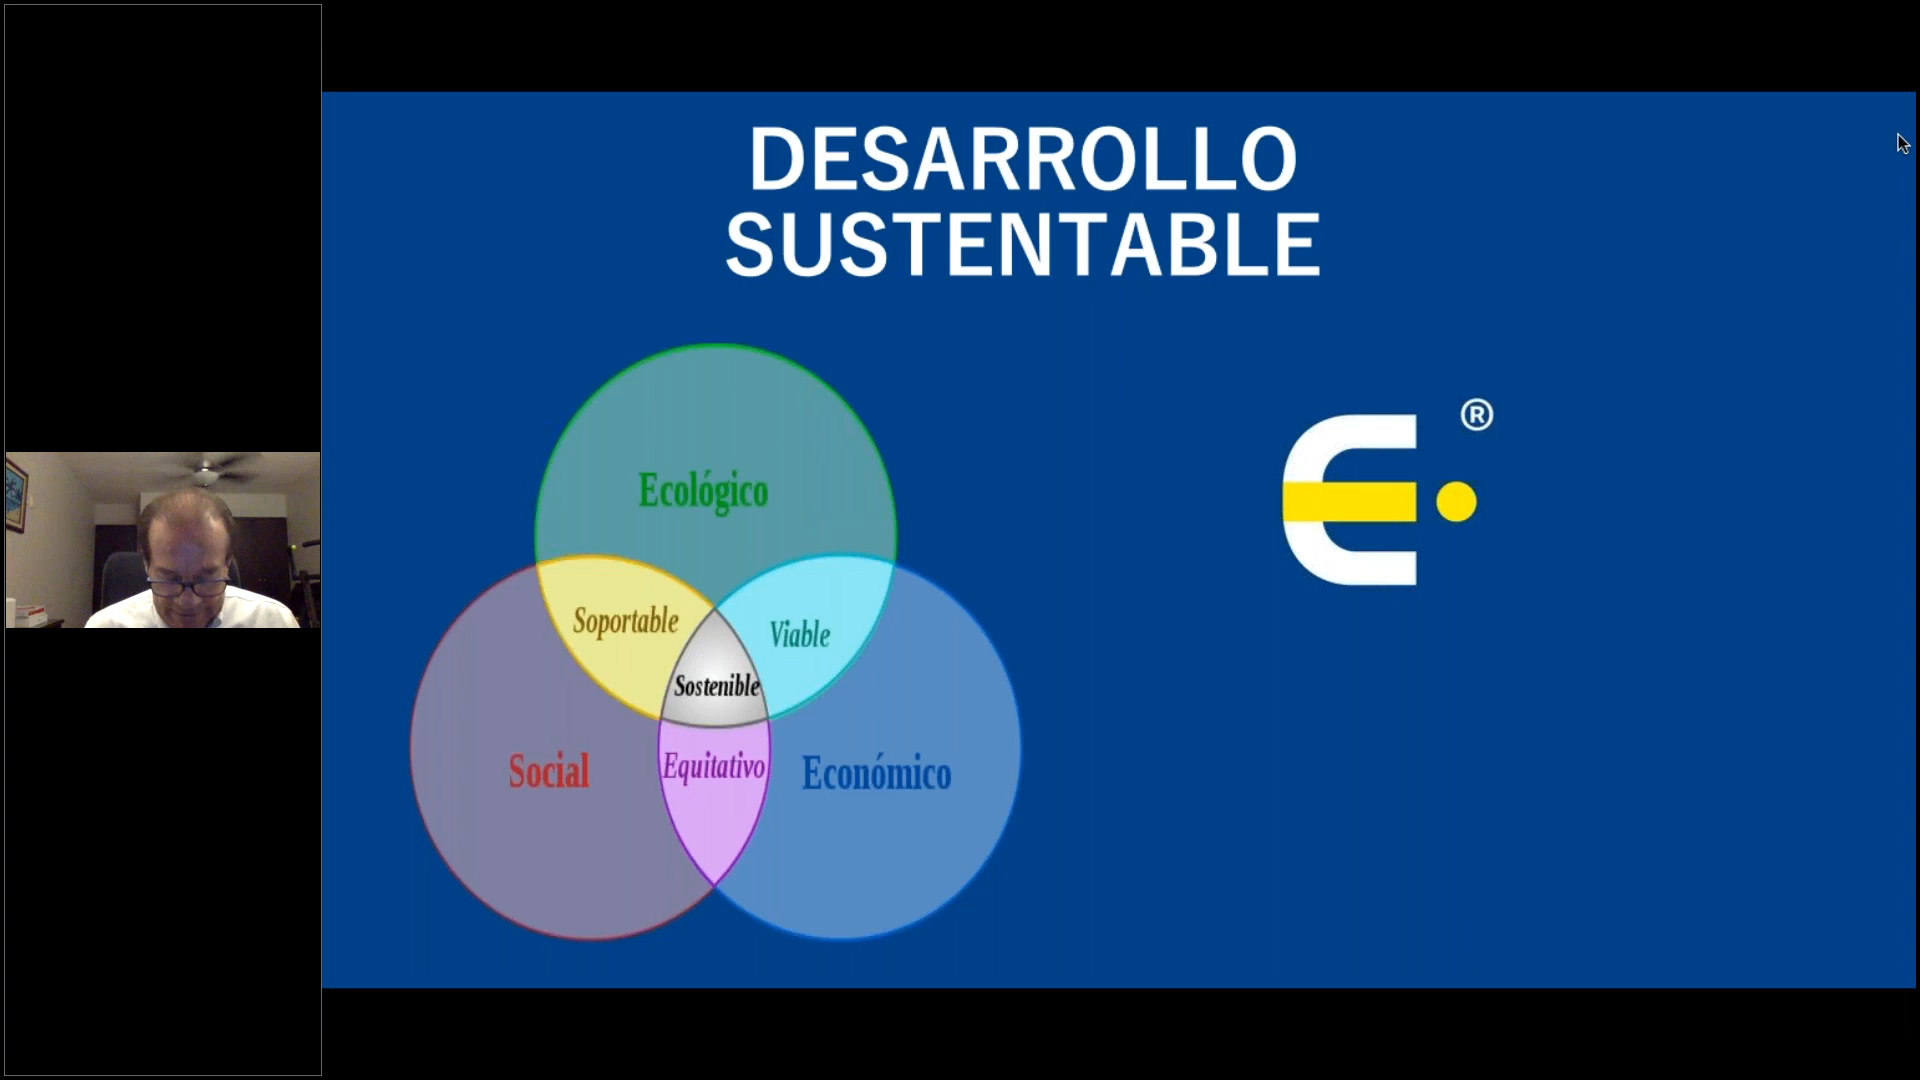 DESARROLLO
SUSTENTABLE
Ecológico
Soportable
Viable
Sostenible
Social
Equitativo
Económico
E
®